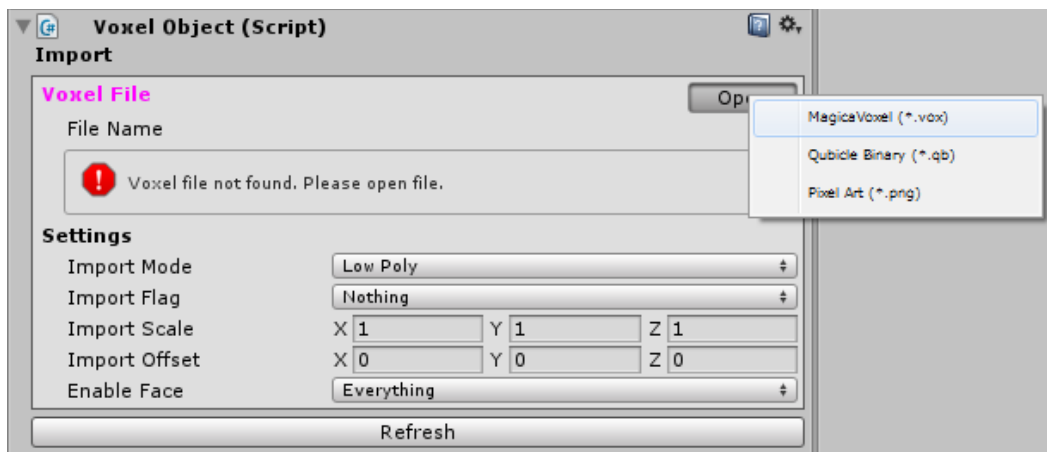 Voxel Object (Script)
Import
Voxel File
Op
MagicaVoxel (*.vox)
File Name
Qubicle Binary (*.qb)
Voxel file not found. Please open file.
Pixel Art (*.png)
Settings
Import Mode Low Poly
Import Flag Nothing
Import Scale X 1 Y 1 Z 1
Import Offset X 0 Y 0 Z 0
Enable Face Everything
Refresh